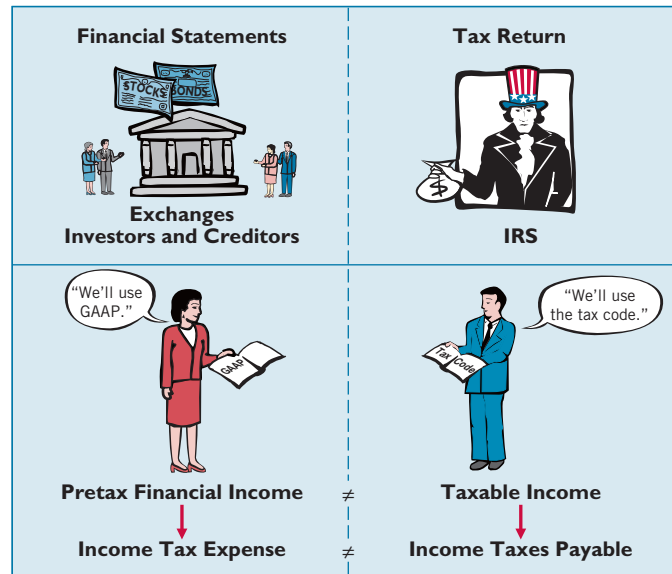 Financial Statements
STOCKS
BONDS
Exchanges
Investors and Creditors
Tax Return
$
IRS
“We’ll use
GAAP.”
GAAP
“We’ll use
the tax code.”
Tax Code
Pretax Financial Income ≠ Taxable Income
Income Tax Expense ≠ Income Taxes Payable